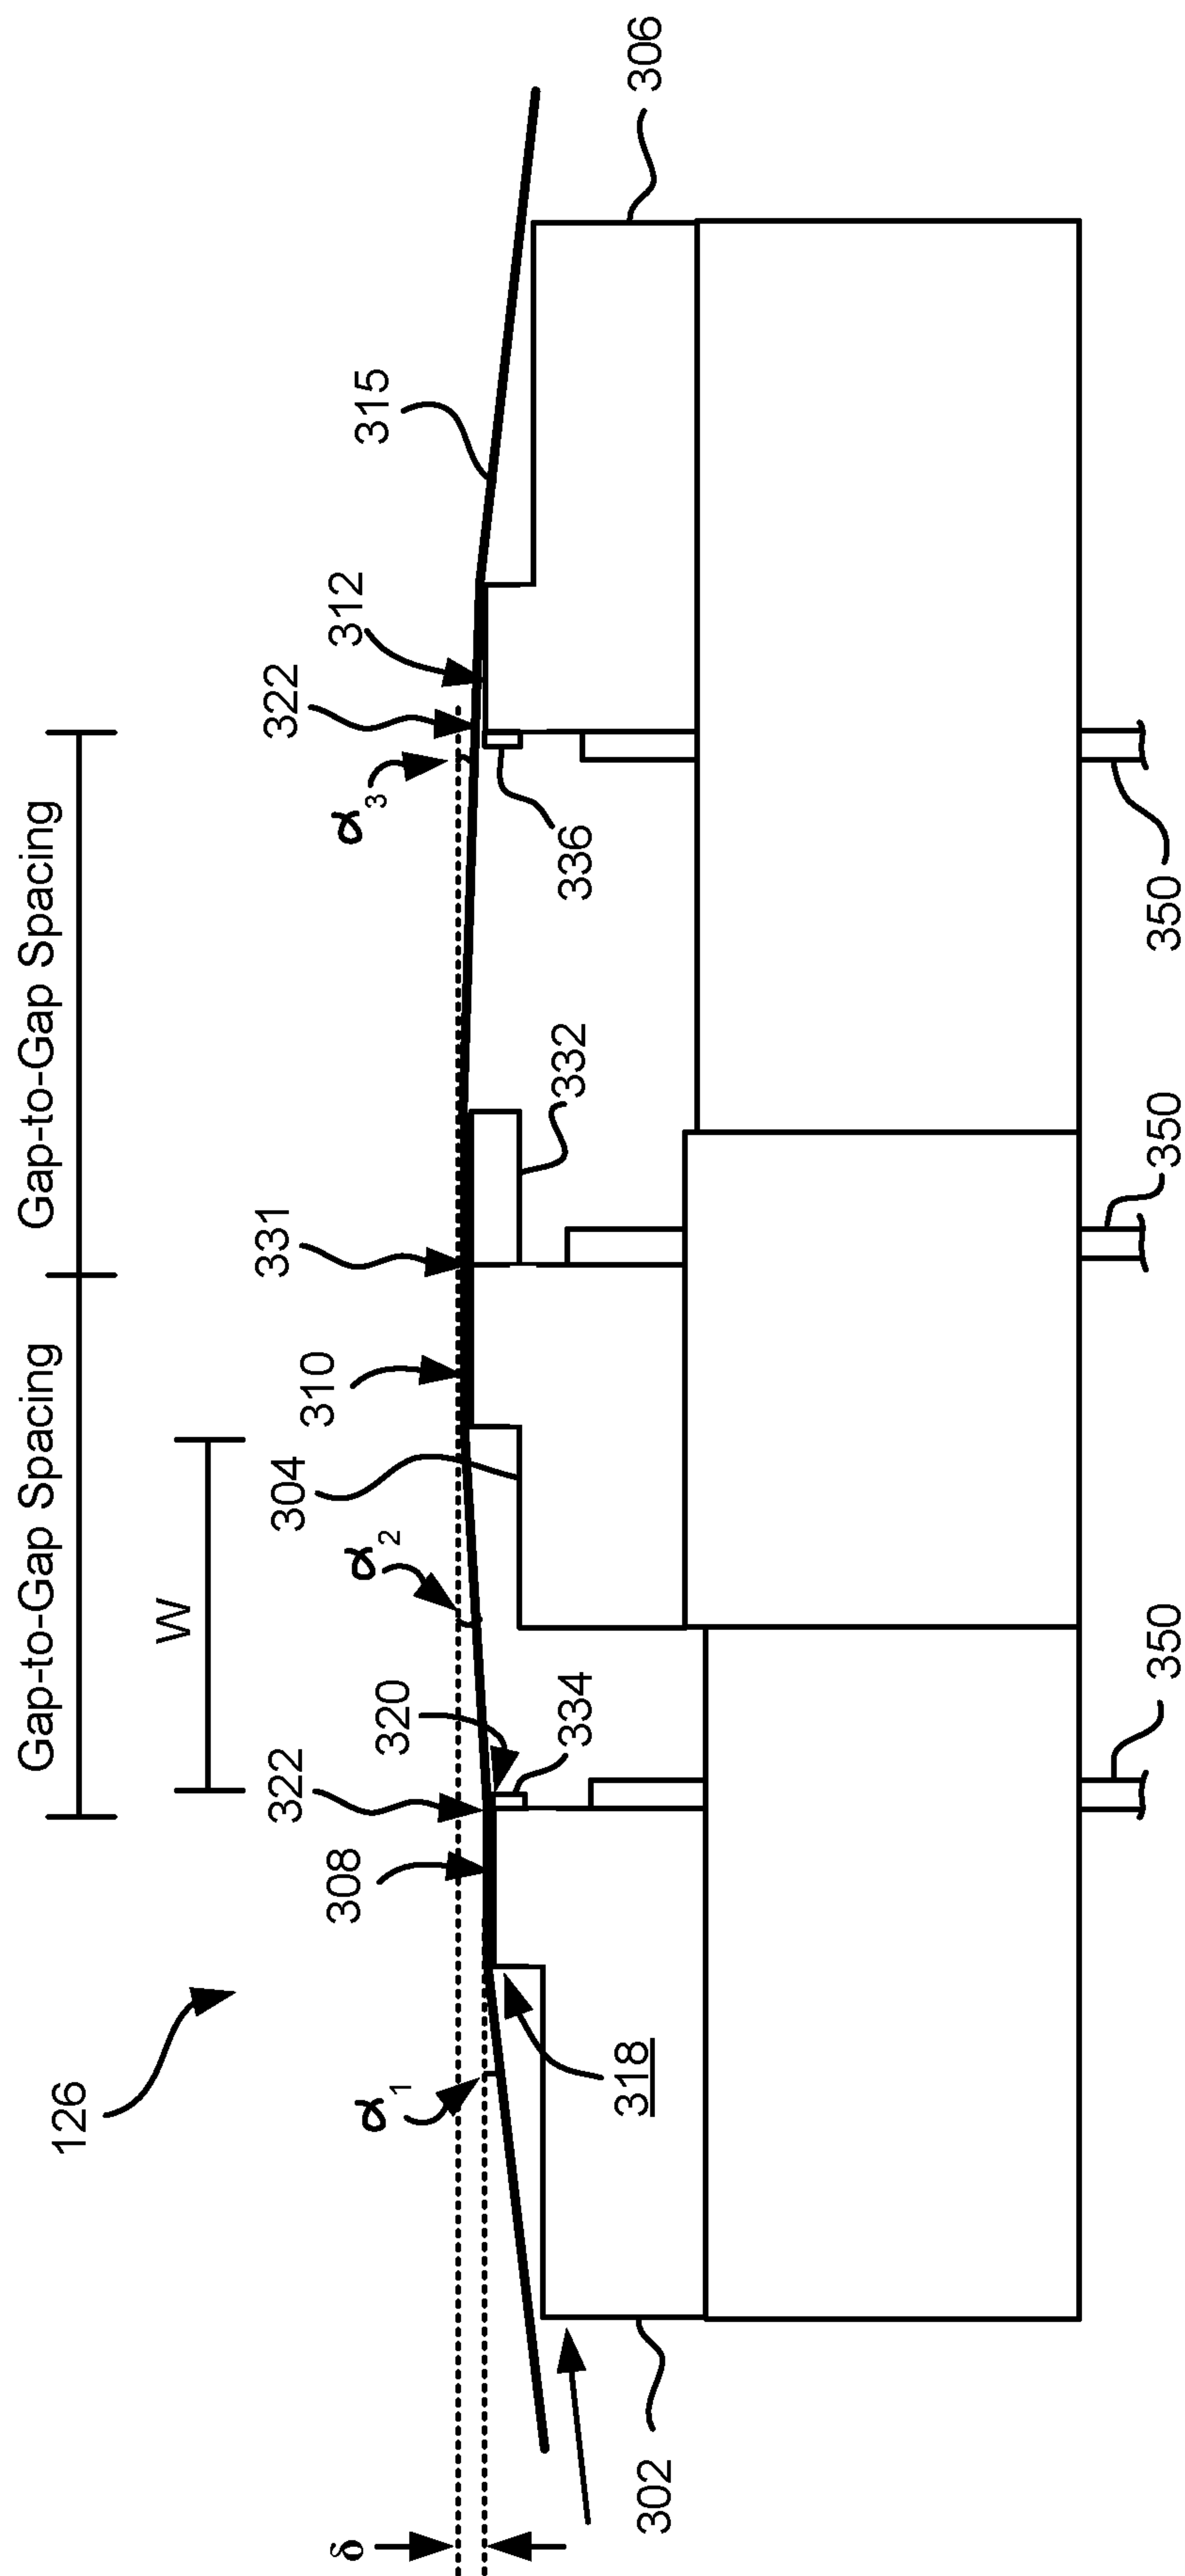 Gap-to-Gap Spacing
Gap-to-Gap Spacing
W
126
δ
α1
308
322
320
334
α2
304
310
331
332
α3
322
312
336
315
306
318
302
350
350
350